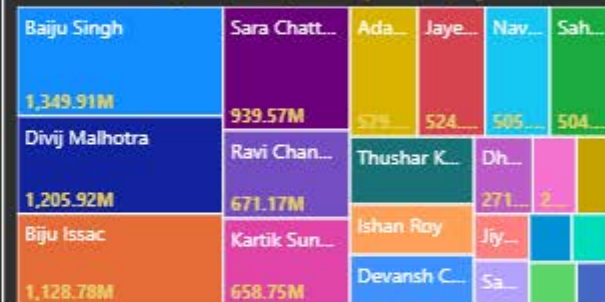 Baiju Singh
1,349.91M
Divij Malhotra
1,205.92M
Biju Issac
1,128.78M
Sara Chatt...
939.57M
Ravi Chan...
671.17M
Kartik Sun...
658.75M
Ada...
529...
Jaye...
524....
Nav...
505...
Sah...
504....
Thushar K...
Ishan Roy
Devansh C...
Dh...
271...
2...
Jiy...
Sa...